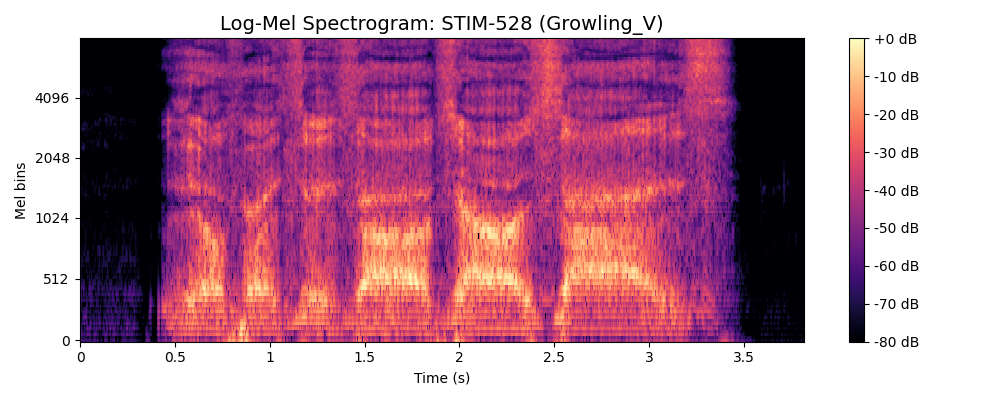 Log-Mel Spectrogram: STIM-528 (Growling_V)
Mel bins
4096
2048
1024
512
0
0 0.5 1 1.5 2 2.5 3 3.5
Time (s)
+0 dB
-10 dB
-20 dB
-30 dB
-40 dB
-50 dB
-60 dB
-70 dB
-80 dB